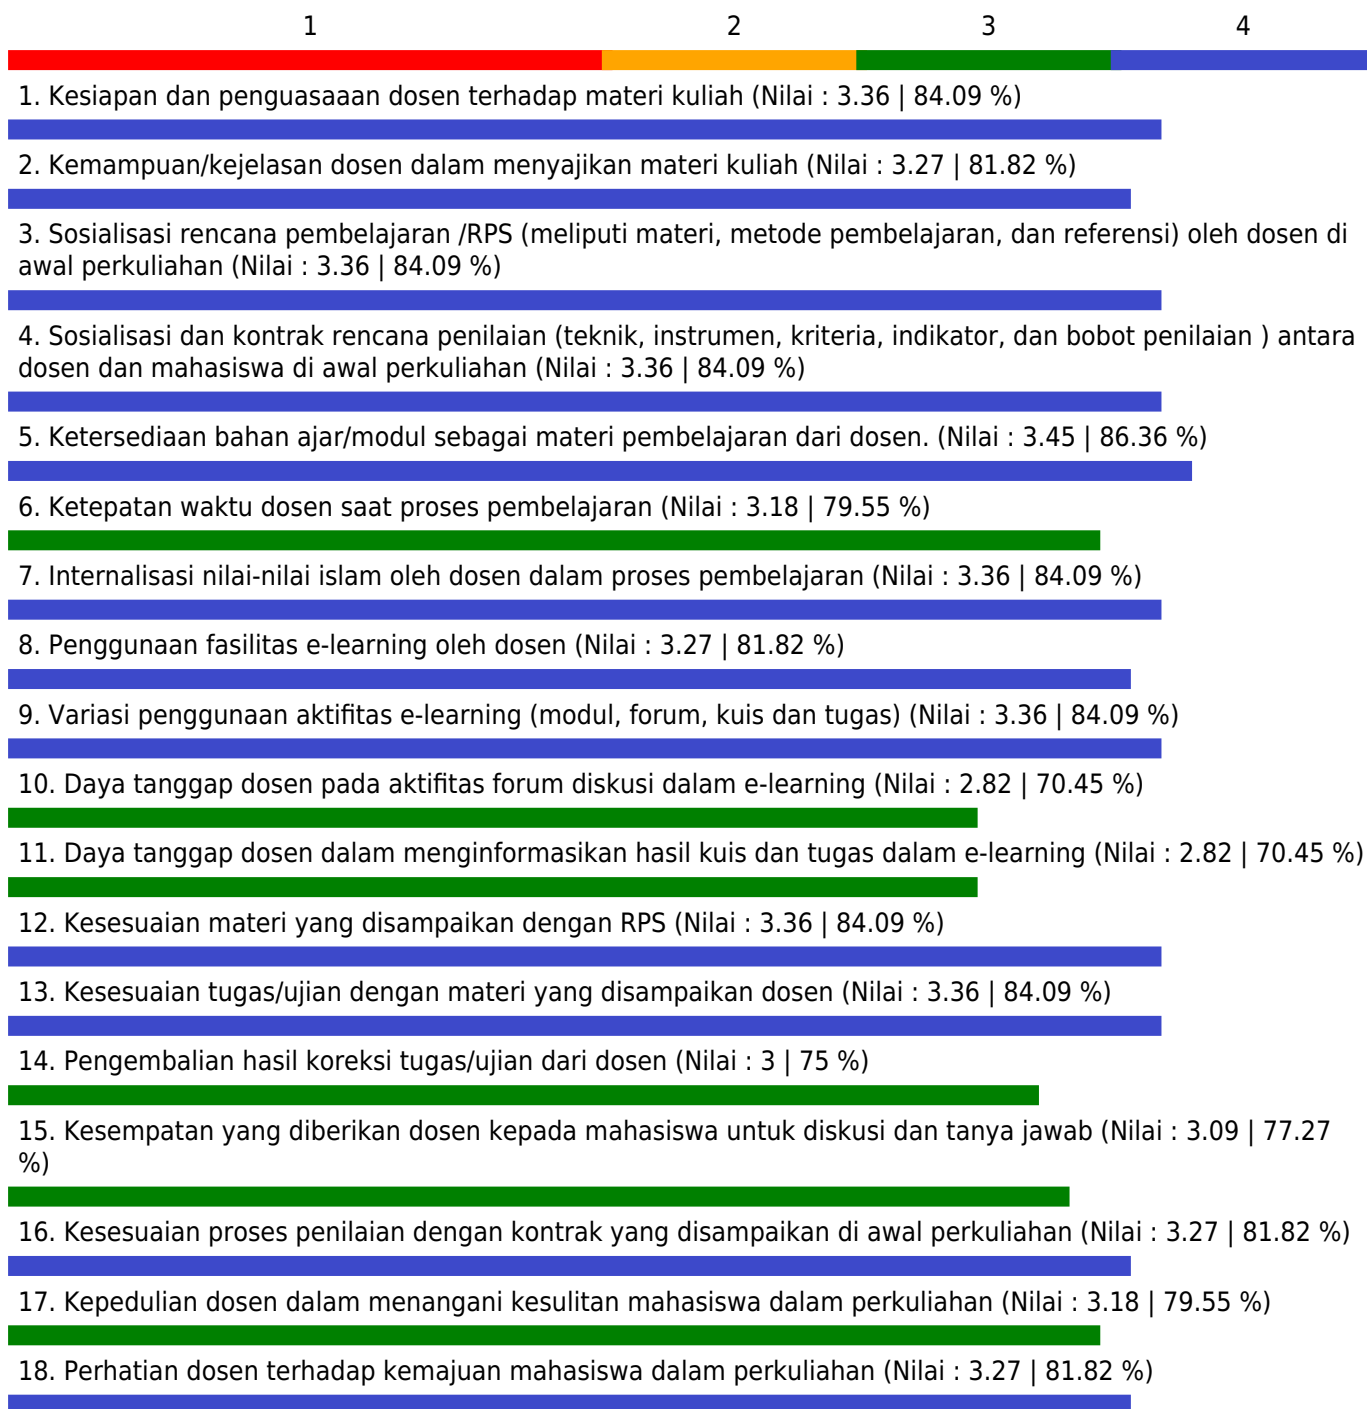 1 2 3 4
1. Kesiapan dan penguasaaan dosen terhadap materi kuliah (Nilai : 3.36 | 84.09 %)
2. Kemampuan/kejelasan dosen dalam menyajikan materi kuliah (Nilai : 3.27 | 81.82 %)
3. Sosialisasi rencana pembelajaran /RPS (meliputi materi, metode pembelajaran, dan referensi) oleh dosen di
awal perkuliahan (Nilai : 3.36 | 84.09 %)
4. Sosialisasi dan kontrak rencana penilaian (teknik, instrumen, kriteria, indikator, dan bobot penilaian ) antara
dosen dan mahasiswa di awal perkuliahan (Nilai : 3.36 | 84.09 %)
5. Ketersediaan bahan ajar/modul sebagai materi pembelajaran dari dosen. (Nilai : 3.45 | 86.36 %)
6. Ketepatan waktu dosen saat proses pembelajaran (Nilai : 3.18 | 79.55 %)
7. Internalisasi nilai-nilai islam oleh dosen dalam proses pembelajaran (Nilai : 3.36 | 84.09 %)
8. Penggunaan fasilitas e-learning oleh dosen (Nilai : 3.27 | 81.82 %)
9. Variasi penggunaan aktifitas e-learning (modul, forum, kuis dan tugas) (Nilai : 3.36 | 84.09 %)
10. Daya tanggap dosen pada aktifitas forum diskusi dalam e-learning (Nilai : 2.82 | 70.45 %)
11. Daya tanggap dosen dalam menginformasikan hasil kuis dan tugas dalam e-learning (Nilai : 2.82 | 70.45 %)
12. Kesesuaian materi yang disampaikan dengan RPS (Nilai : 3.36 | 84.09 %)
13. Kesesuaian tugas/ujian dengan materi yang disampaikan dosen (Nilai : 3.36 | 84.09 %)
14. Pengembalian hasil koreksi tugas/ujian dari dosen (Nilai : 3 | 75 %)
15. Kesempatan yang diberikan dosen kepada mahasiswa untuk diskusi dan tanya jawab (Nilai : 3.09 | 77.27
%)
16. Kesesuaian proses penilaian dengan kontrak yang disampaikan di awal perkuliahan (Nilai : 3.27 | 81.82 %)
17. Kepedulian dosen dalam menangani kesulitan mahasiswa dalam perkuliahan (Nilai : 3.18 | 79.55 %)
18. Perhatian dosen terhadap kemajuan mahasiswa dalam perkuliahan (Nilai : 3.27 | 81.82 %)